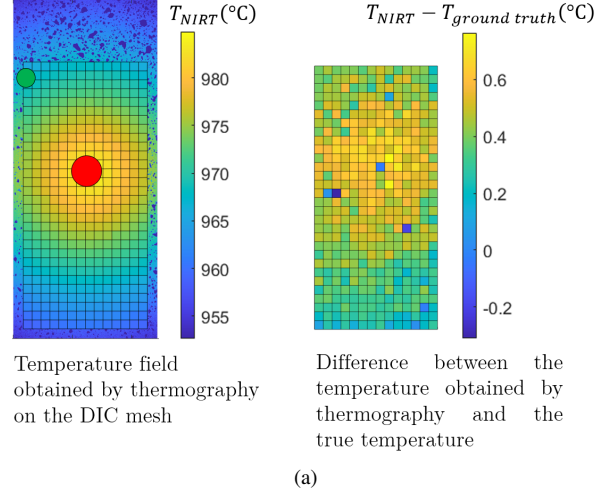 T_NIRT(°C)
T_NIRT − T_ground truth(°C)
980
975
970
965
960
955
0.6
0.4
0.2
0
-0.2
Temperature field
obtained by thermography
on the DIC mesh
Difference between the
temperature obtained by
thermography and the
true temperature
(a)